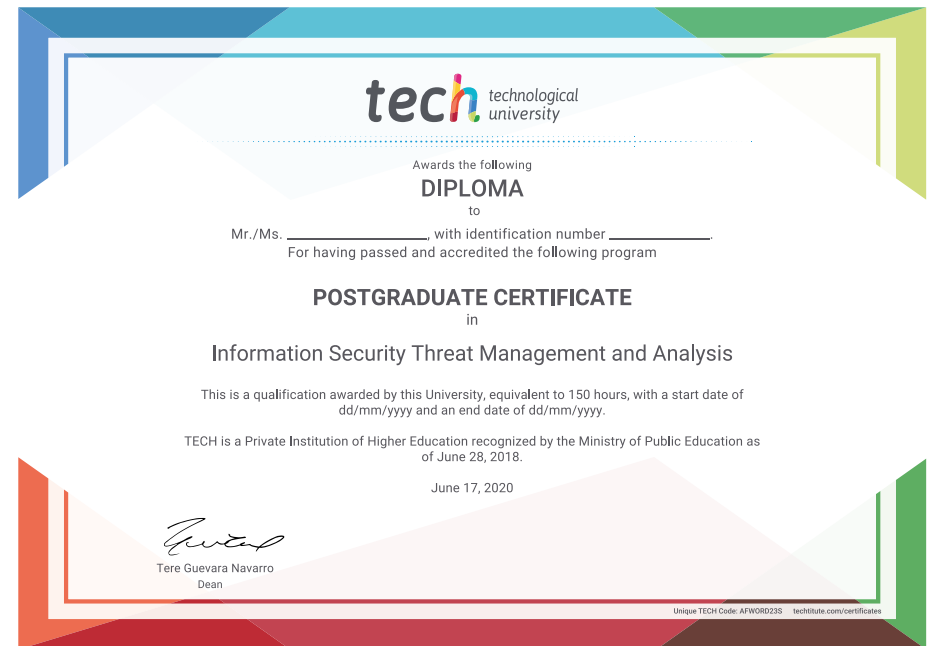 tech technological
university
Awards the following
DIPLOMA
to
Mr./Ms. __________________, with identification number _____________.
For having passed and accredited the following program
POSTGRADUATE CERTIFICATE
in
Information Security Threat Management and Analysis
This is a qualification awarded by this University, equivalent to 150 hours, with a start date of
dd/mm/yyyy and an end date of dd/mm/yyyy.
TECH is a Private Institution of Higher Education recognized by the Ministry of Public Education as
of June 28, 2018.
June 17, 2020
Tere Guevara Navarro
Dean
Unique TECH Code: AFWORD23S techtitute.com/certificates